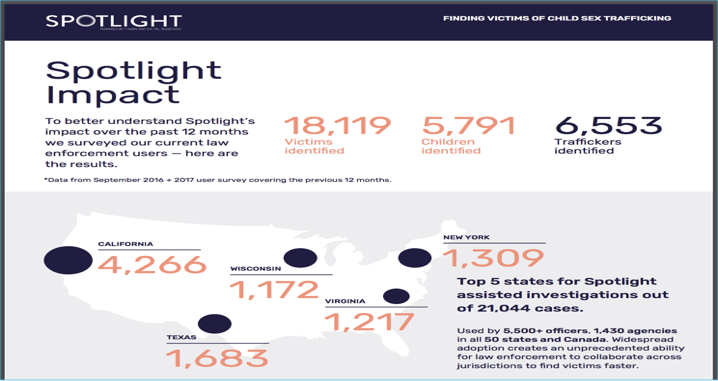 SPOTLIGHT
FINDING VICTIMS OF CHILD SEX TRAFFICKING
Spotlight
Impact
To better understand Spotlight's
impact over the past 12 months
we surveyed our current law
enforcement users — here are
the results.
18,119
Victims
identified
5,791
Children
identified
6,553
Traffickers
identified
*Data from September 2016 + 2017 user survey covering the previous 12 months.
CALIFORNIA
4,266
WISCONSIN
1,172
TEXAS
1,683
VIRGINIA
1,217
NEW YORK
1,309
Top 5 states for Spotlight
assisted investigations out
of 21,044 cases.
Used by 5,500+ officers, 1,430 agencies
in all 50 states and Canada. Widespread
adoption creates an unprecedented ability
for law enforcement to collaborate across
jurisdictions to find victims faster.